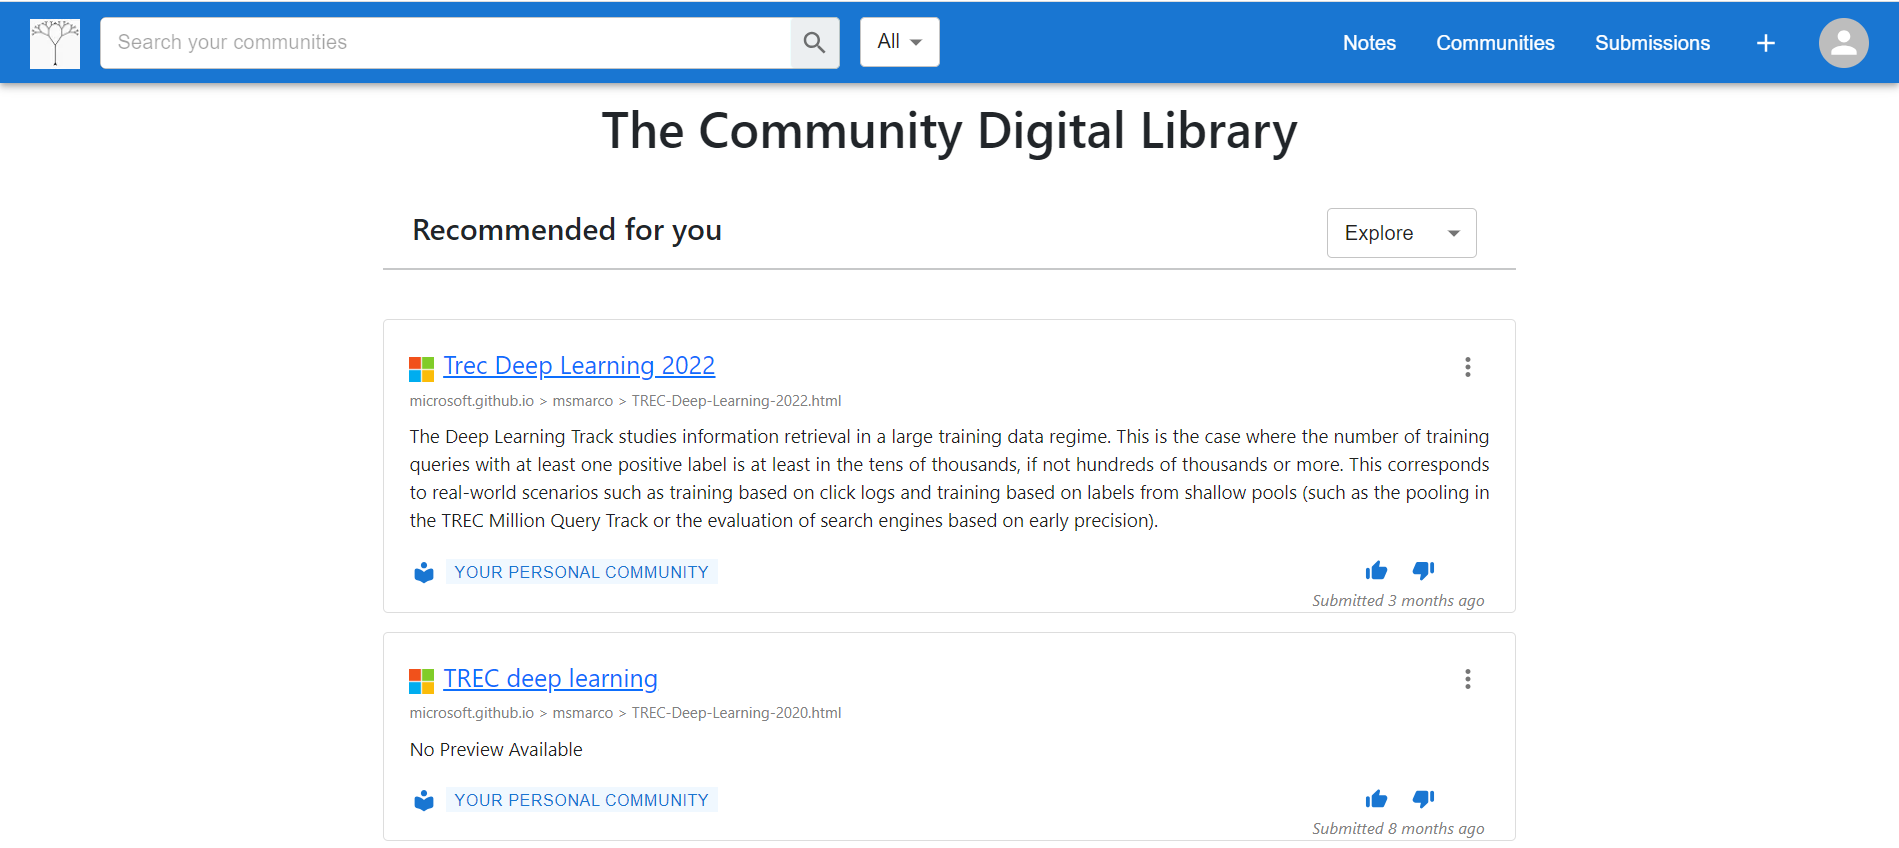 Search your communities
All
Notes
Communities
Submissions
The Community Digital Library
Recommended for you
Explore
Trec Deep Learning 2022
microsoft.github.io > msmarco > TREC-Deep-Learning-2022.html
The Deep Learning Track studies information retrieval in a large training data regime. This is the case where the number of training
queries with at least one positive label is at least in the tens of thousands, if not hundreds of thousands or more. This corresponds
to real-world scenarios such as training based on click logs and training based on labels from shallow pools (such as the pooling in
the TREC Million Query Track or the evaluation of search engines based on early precision).
YOUR PERSONAL COMMUNITY
Submitted 3 months ago
TREC deep learning
microsoft.github.io > msmarco > TREC-Deep-Learning-2020.html
No Preview Available
YOUR PERSONAL COMMUNITY
Submitted 8 months ago